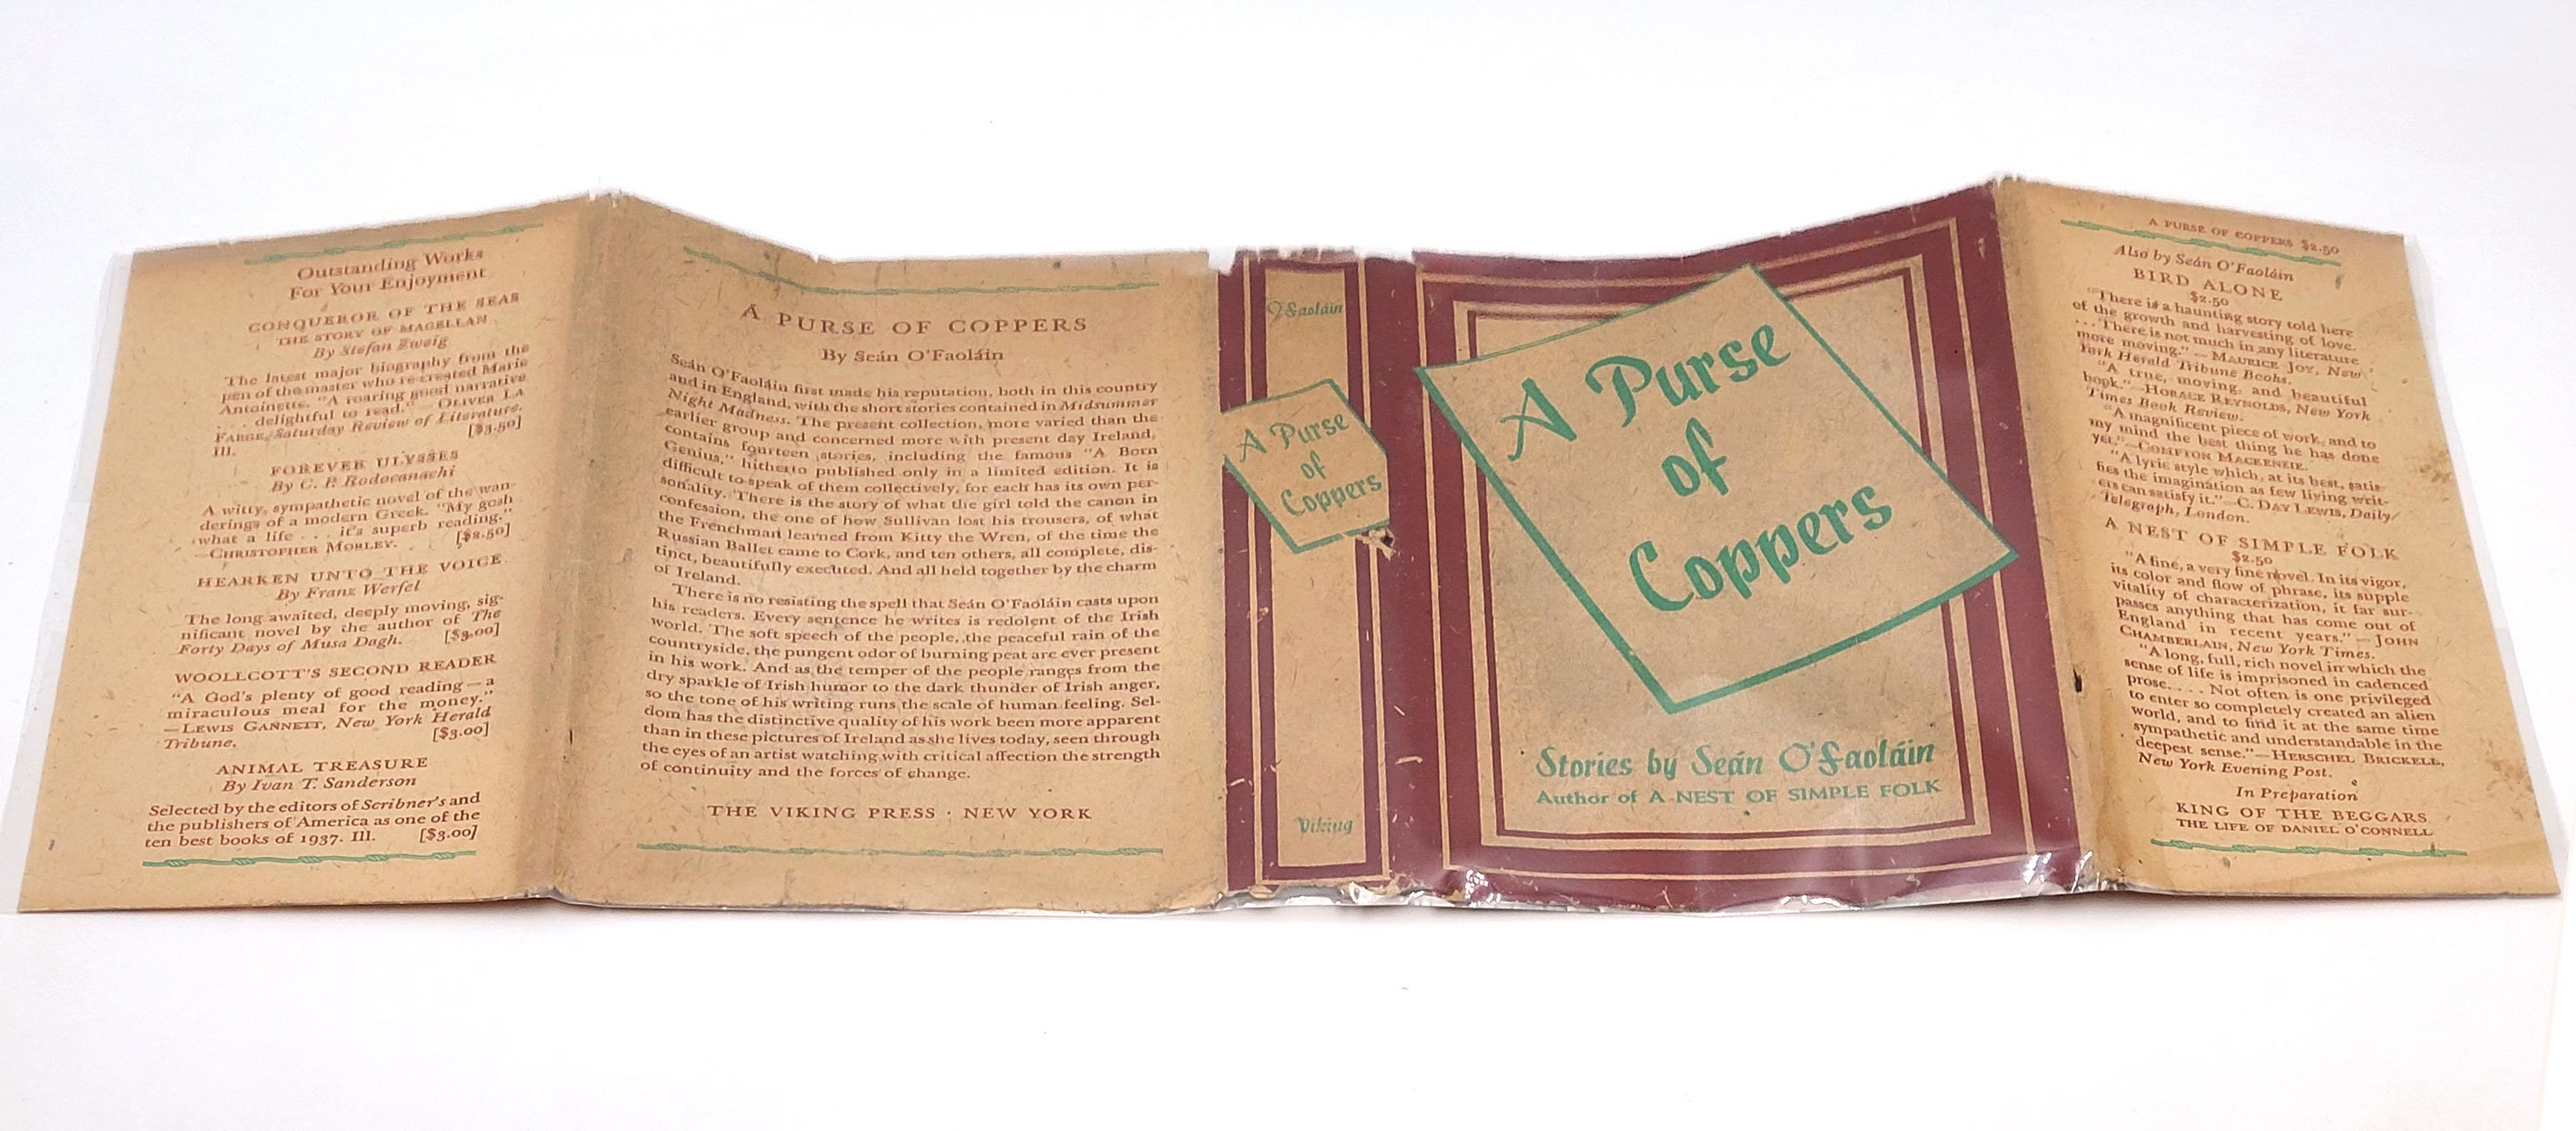 Outstanding Works
For Your Enjoyment
CONQUEROR OF THE SEAS
THE STORY OF MAGELLAN
By Stefan Zweig
The latest major biography from the
pen of the master who re-created Marie
Antoinette. "A roaring good narrative
. . . . delightful to read." —OLIVER LA
FARGE, Saturday Review of Literature.
Ill. [$3.50]
FOREVER ULYSSES
By C. P. Rodocanachi
A witty, sympathetic novel of the wan-
derings of a modern Greek. "My gosh
what a life . . . it's superb reading."
—CHRISTOPHER MORLEY. [$2.50]
HEARKEN UNTO THE VOICE
By Franz Werfel
The long awaited, deeply moving, sig-
nificant novel by the author of The
Forty Days of Musa Dagh. [$3.00]
WOOLLCOTT'S SECOND READER
"A God's plenty of good reading—a
miraculous meal for the money."
—LEWIS GANNETT, New York Herald
Tribune. [$3.00]
ANIMAL TREASURE
By Ivan T. Sanderson
Selected by the editors of Scribner's and
the publishers of America as one of the
ten best books of 1937. Ill. [$3.00]
A PURSE OF COPPERS
By Seán O'Faoláin
Seán O'Faoláin first made his reputation, both in this country
and in England, with the short stories contained in Midsummer
Night Madness. The present collection, more varied than the
earlier group and concerned more with present day Ireland,
contains fourteen stories, including the famous "A Born
Genius," hitherto published only in a limited edition. It is
difficult to speak of them collectively, for each has its own per-
sonality. There is the story of what the girl told the canon in
confession, the one of how Sullivan lost his trousers, of what
the Frenchman learned from Kitty the Wren, of the time the
Russian Ballet came to Cork, and ten others, all complete, dis-
tinct, beautifully executed. And all held together by the charm
of Ireland.
There is no resisting the spell that Seán O'Faoláin casts upon
his readers. Every sentence he writes is redolent of the Irish
world. The soft speech of the people, the peaceful rain of the
countryside, the pungent odor of burning peat are ever present
in his work. And as the temper of the people ranges from the
dry sparkle of Irish humor to the dark thunder of Irish anger,
so the tone of his writing runs the scale of human feeling. Sel-
dom has the distinctive quality of his work been more apparent
than in these pictures of Ireland as she lives today, seen through
the eyes of an artist watching with critical affection the strength
of continuity and the forces of change.
THE VIKING PRESS · NEW YORK
O'Faoláin
A Purse
of
Coppers
Viking
A Purse
of
Coppers
Stories by Seán O'Faoláin
Author of A NEST OF SIMPLE FOLK
A PURSE OF COPPERS $2.50
Also by Seán O'Faoláin
BIRD ALONE
$2.50
"There is a haunting story told here
of the growth and harvesting of love.
. . . There is not much in any literature
more moving."—MAURICE JOY, New
York Herald Tribune Books.
"A true, moving, and beautiful
book."—HORACE REYNOLDS, New York
Times Book Review.
"A magnificent piece of work, and to
my mind the best thing he has done
yet."—COMPTON MACKENZIE.
"A lyric style which, at its best, satis-
fies the imagination as few living writ-
ers can satisfy it."—C. DAY LEWIS, Daily
Telegraph, London.
A NEST OF SIMPLE FOLK
$2.50
"A fine, a very fine novel. In its vigor,
its color and flow of phrase, its supple
vitality of characterization, it far sur-
passes anything that has come out of
England in recent years."—JOHN
CHAMBERLAIN, New York Times.
"A long, full, rich novel in which the
sense of life is imprisoned in cadenced
prose. . . . Not often is one privileged
to enter so completely created an alien
world, and to find it at the same time
sympathetic and understandable in the
deepest sense."—HERSCHEL BRICKELL,
New York Evening Post.
In Preparation
KING OF THE BEGGARS
THE LIFE OF DANIEL O'CONNELL